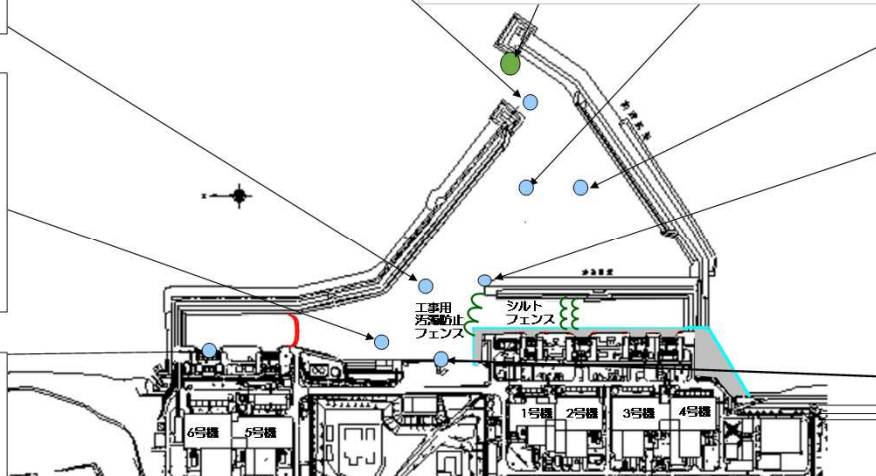 工事用
汚濁防止
フェンス
シルト
フェンス
6号機
5号機
1号機
2号機
3号機
4号機